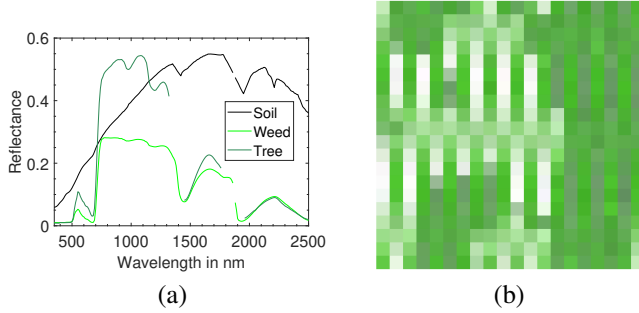 0.6
0.4
0.2
0
Reflectance
Soil
Weed
Tree
500 1000 1500 2000 2500
Wavelength in nm
(a)
(b)